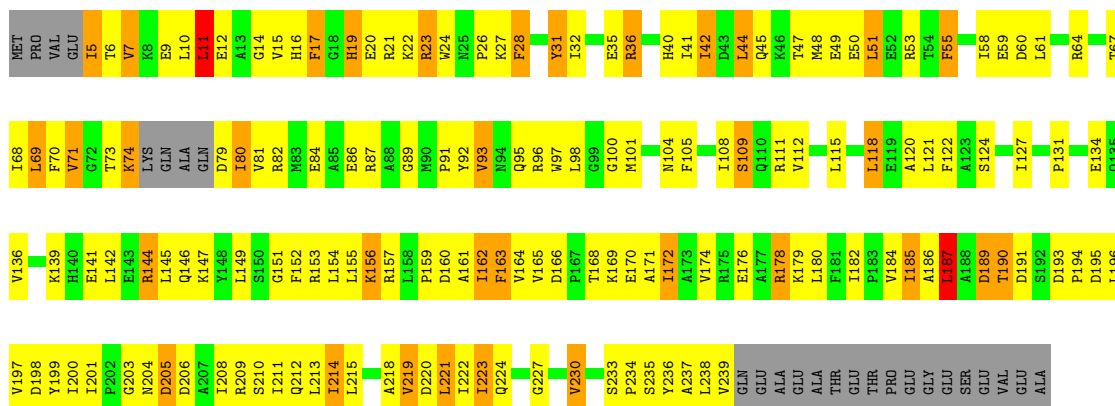 MET PRO VAL GLU I5 T6 V7 K8 E9 L10 L11 E12 A13 G14 V15 H16 F17 G18 H19 E20 R21 K22 R23 W24 N25 P26 K27 F28 Y31 I32 E35 R36 H40 I41 I42 D43 L44 Q45 K46 T47 M48 E49 E50 L51 E52 R53 T54 F55 I58 E59 D60 L61 R64 T67
I68 L69 F70 V71 G72 T73 K74 LYS GLN ALA GLN D79 I80 V81 R82 M83 E84 A85 E86 R87 A88 G89 M90 P91 Y92 V93 N94 Q95 R96 W97 L98 G99 G100 M101 N104 F105 I108 S109 Q110 R111 V112 L115 L118 E119 A120 L121 F122 A123 S124 I127 P131 E134 Q135
V136 K139 H140 E141 L142 E143 R144 L145 Q146 K147 Y148 L149 S150 G151 F152 R153 L154 L155 K156 R157 L158 P159 D160 A161 I162 F163 V164 V165 D166 P167 T168 K169 E170 A171 I172 A173 V174 R175 E176 A177 R178 K179 L180 F181 I182 P183 V184 I185 A186 L187 A188 D189 T190 D191 S192 D193 P194 D195 L196
V197 D198 Y199 I200 I201 P202 G203 N204 D205 D206 A207 I208 R209 S210 I211 Q212 L213 I214 L215 A218 V219 D220 L221 I222 I223 Q224 G227 V230 S233 P234 S235 Y236 A237 L238 V239 GLN GLU ALA GLU ALA THR GLU THR PRO GLU GLY GLU SER GLU VAL GLU ALA